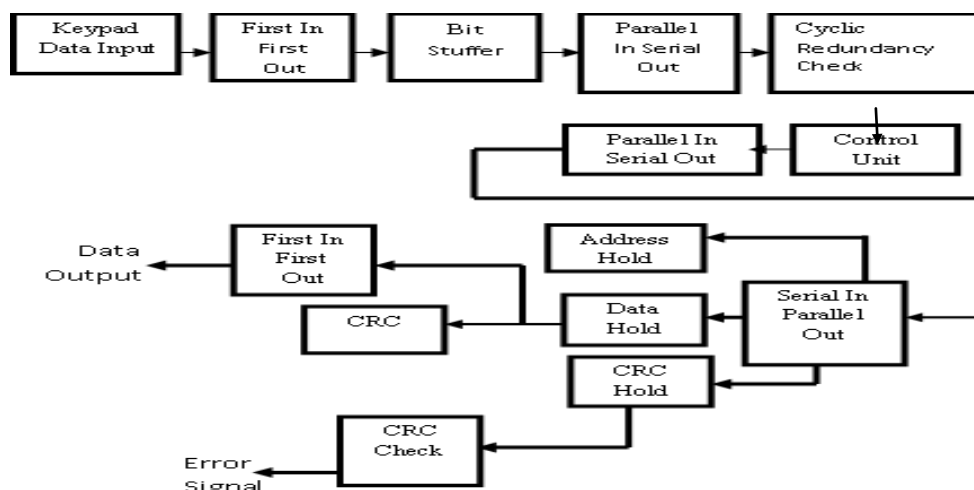 Keypad
Data Input
First In
First
Out
Bit
Stuffer
Parallel
In Serial
Out
Cyclic
Redundancy
Check
Parallel In
Serial Out
Control
Unit
Data
Output
First In
First
Out
Address
Hold
CRC
Data
Hold
Serial In
Parallel
Out
CRC
Hold
CRC
Check
Error
Signal